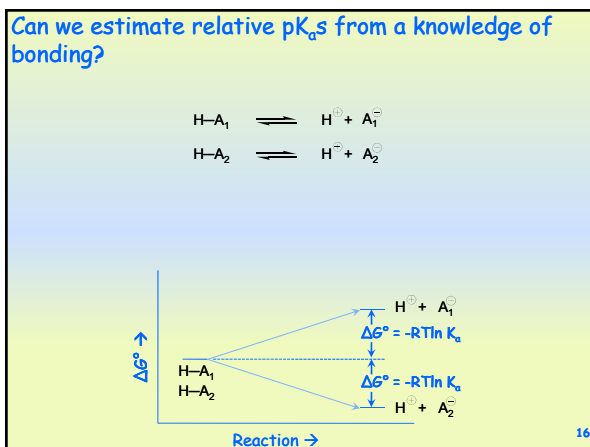 Can we estimate relative pKₐs from a knowledge of
bonding?
H—A₁ ⇌ H⊕ + A₁⊖
H—A₂ ⇌ H⊕ + A₂⊖
H⊕ + A₁⊖
ΔG° = -RTln Kₐ
ΔG° →
H—A₁
H—A₂
ΔG° = -RTln Kₐ
H⊕ + A₂⊖
Reaction →
16